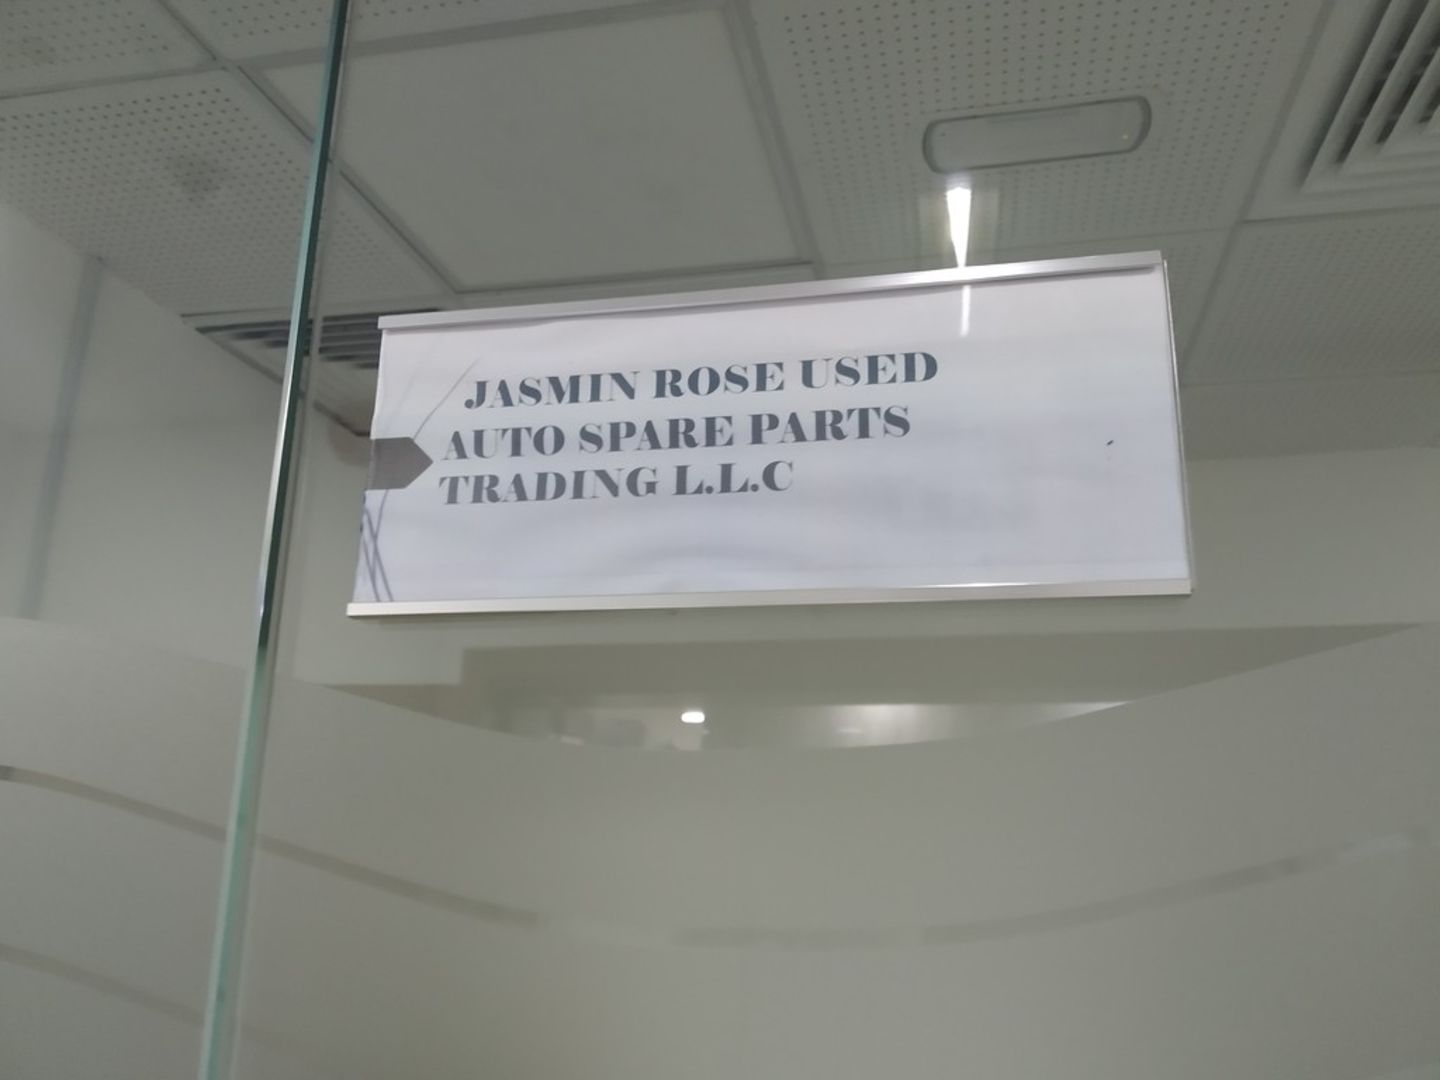 JASMIN ROSE USED
AUTO SPARE PARTS
TRADING L.L.C